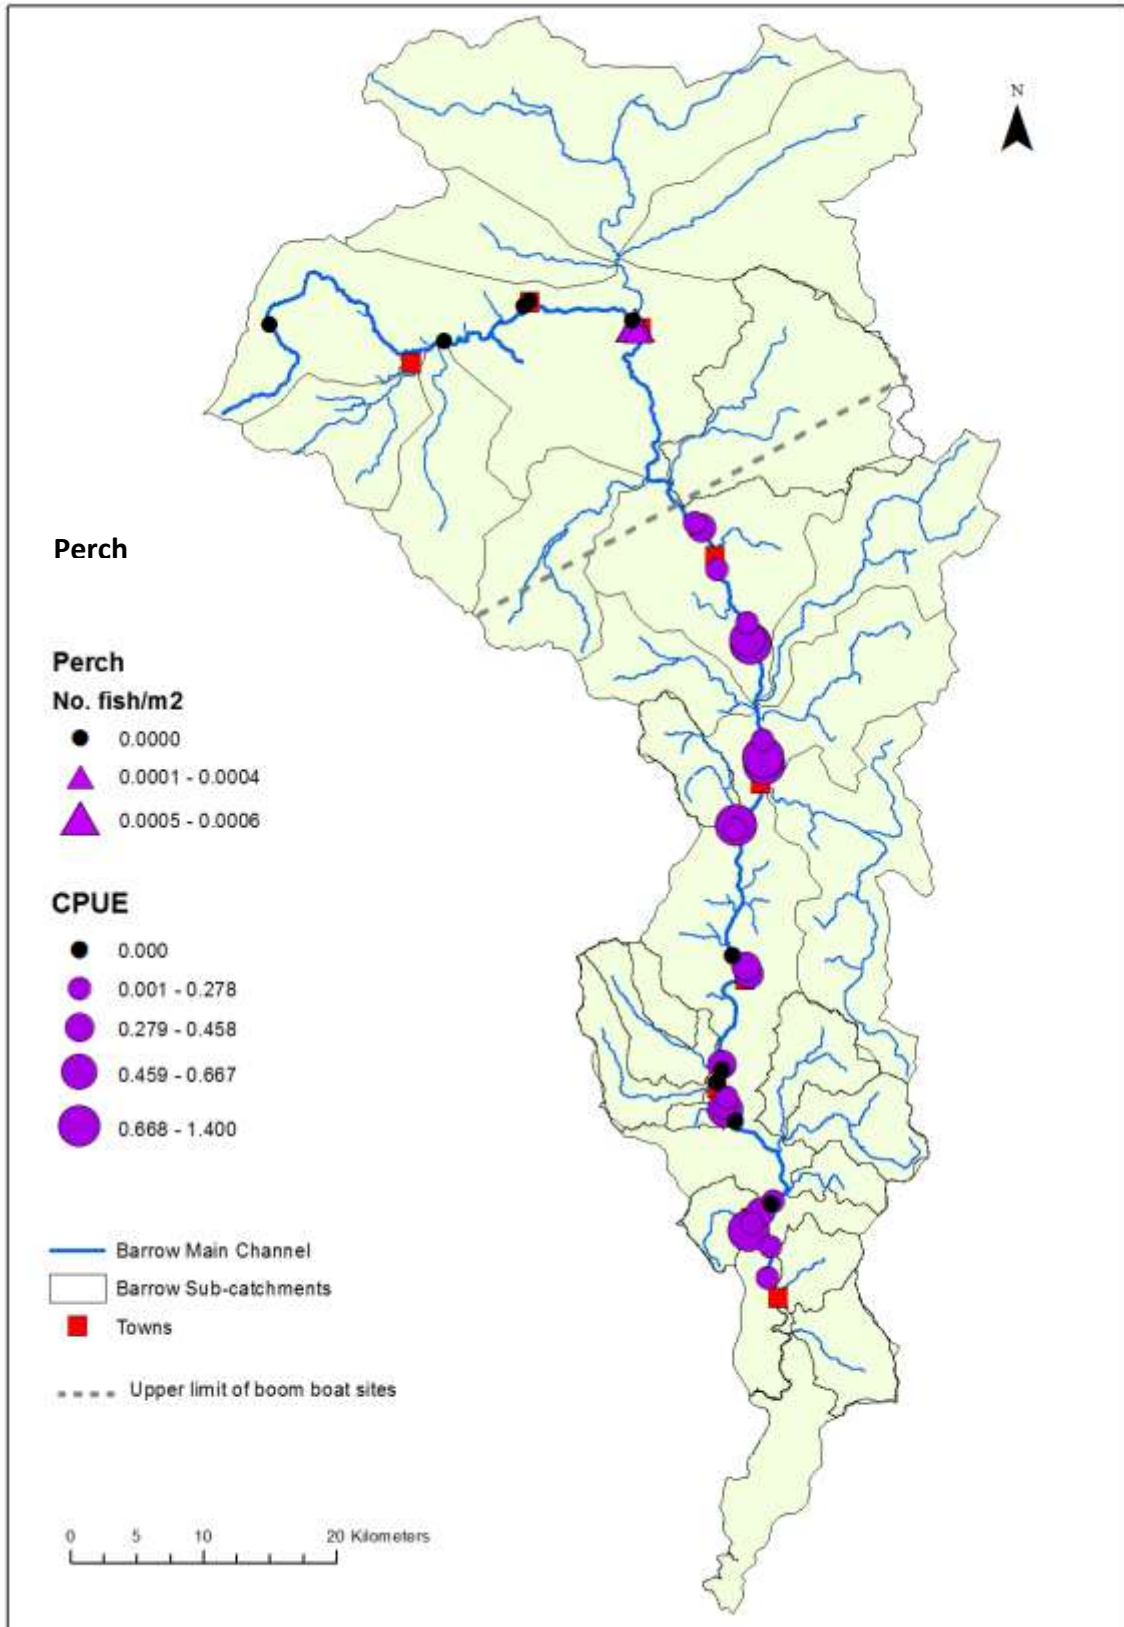 N
Perch
Perch
No. fish/m2
0.0000
0.0001 - 0.0004
0.0005 - 0.0006
CPUE
0.000
0.001 - 0.278
0.279 - 0.458
0.459 - 0.667
0.668 - 1.400
Barrow Main Channel
Barrow Sub-catchments
Towns
Upper limit of boom boat sites
0 5 10 20 Kilometers